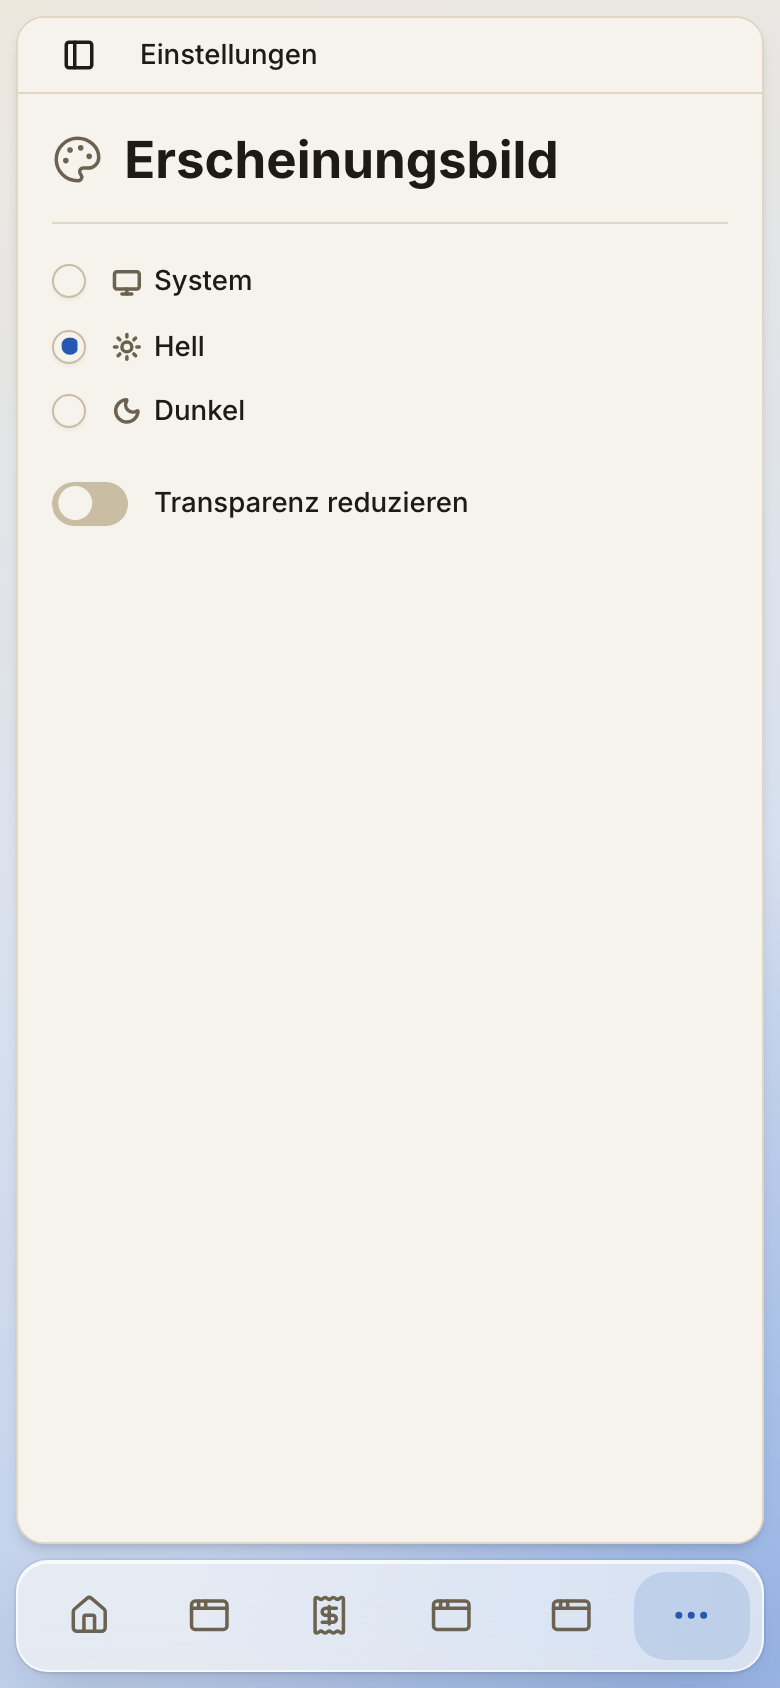 Einstellungen
Erscheinungsbild
System
Hell
Dunkel
Transparenz reduzieren